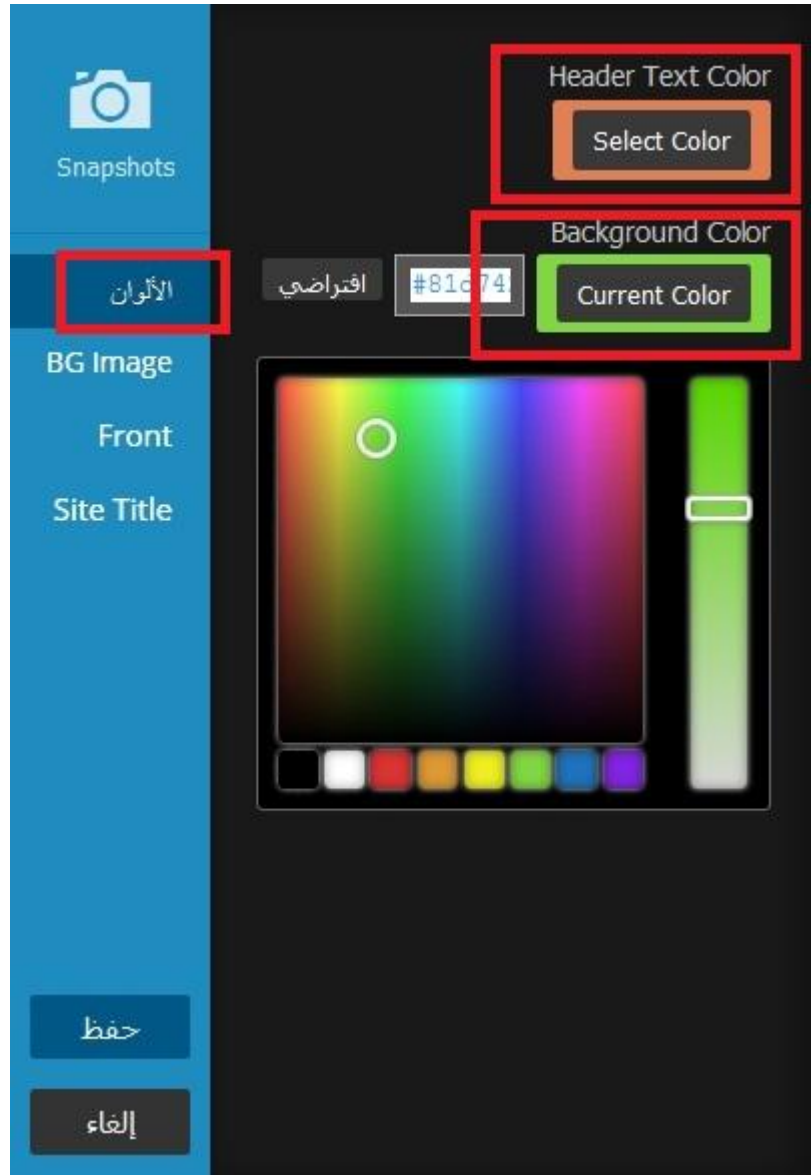 Snapshots
الألوان
BG Image
Front
Site Title
حفظ
إلغاء
Header Text Color
Select Color
Background Color
افتراضي
Current Color